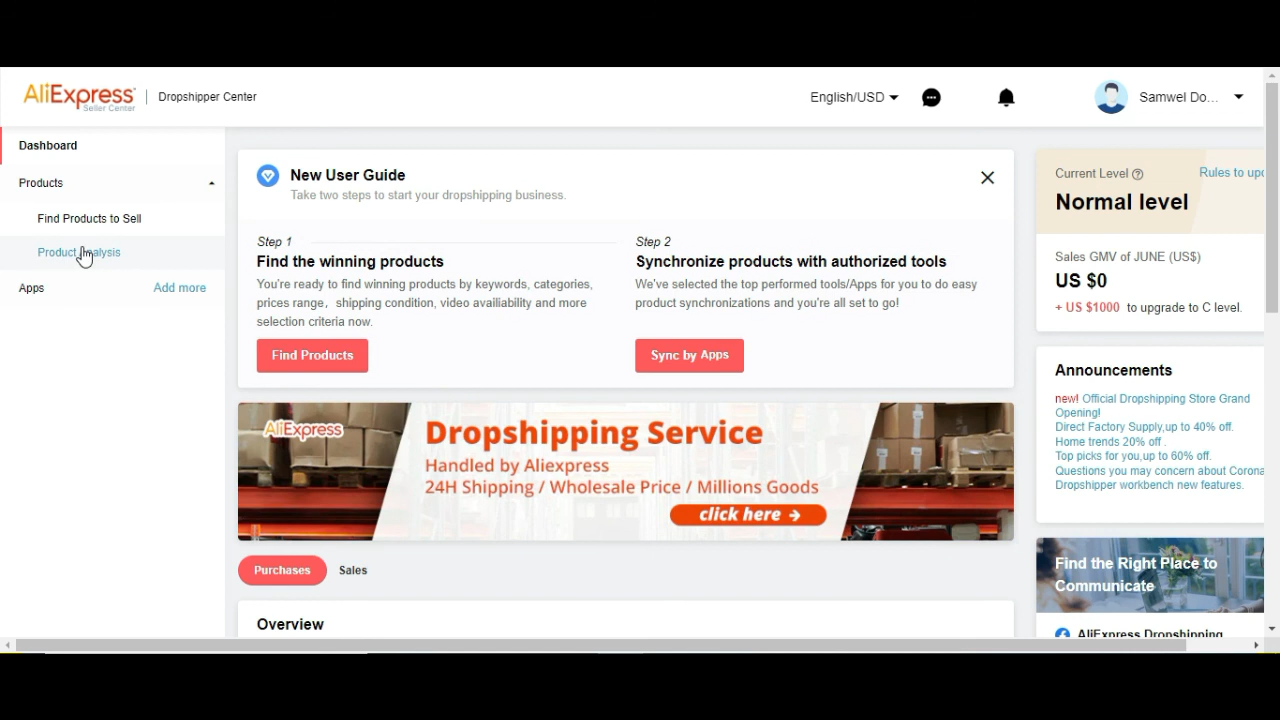 AliExpress
Seller Center
Dropshipper Center
English/USD
Samwel Do...
Dashboard
Products
Find Products to Sell
Product Analysis
Apps
Add more
New User Guide
Take two steps to start your dropshipping business.
Step 1
Find the winning products
You're ready to find winning products by keywords, categories,
prices range, shipping condition, video availiability and more
selection criteria now.
Find Products
Step 2
Synchronize products with authorized tools
We've selected the top performed tools/Apps for you to do easy
product synchronizations and you're all set to go!
Sync by Apps
AliExpress
Dropshipping Service
Handled by Aliexpress
24H Shipping / Wholesale Price / Millions Goods
click here
Purchases
Sales
Overview
Current Level
Rules to upg
Normal level
Sales GMV of JUNE (US$)
US $0
+ US $1000 to upgrade to C level.
Announcements
new! Official Dropshipping Store Grand
Opening!
Direct Factory Supply,up to 40% off.
Home trends 20% off .
Top picks for you,up to 60% off.
Questions you may concern about Corona
Dropshipper workbench new features.
Find the Right Place to
Communicate
AliExpress Dropshipping